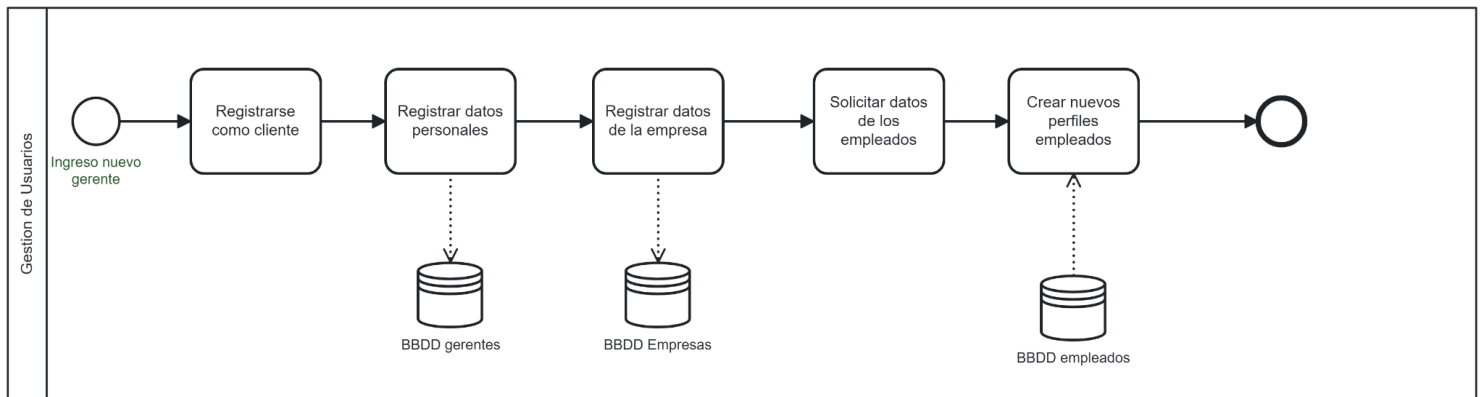 Gestion de Usuarios
Ingreso nuevo
gerente
Registrarse
como cliente
Registrar datos
personales
Registrar datos
de la empresa
Solicitar datos
de los
empleados
Crear nuevos
perfiles
empleados
BBDD gerentes
BBDD Empresas
BBDD empleados